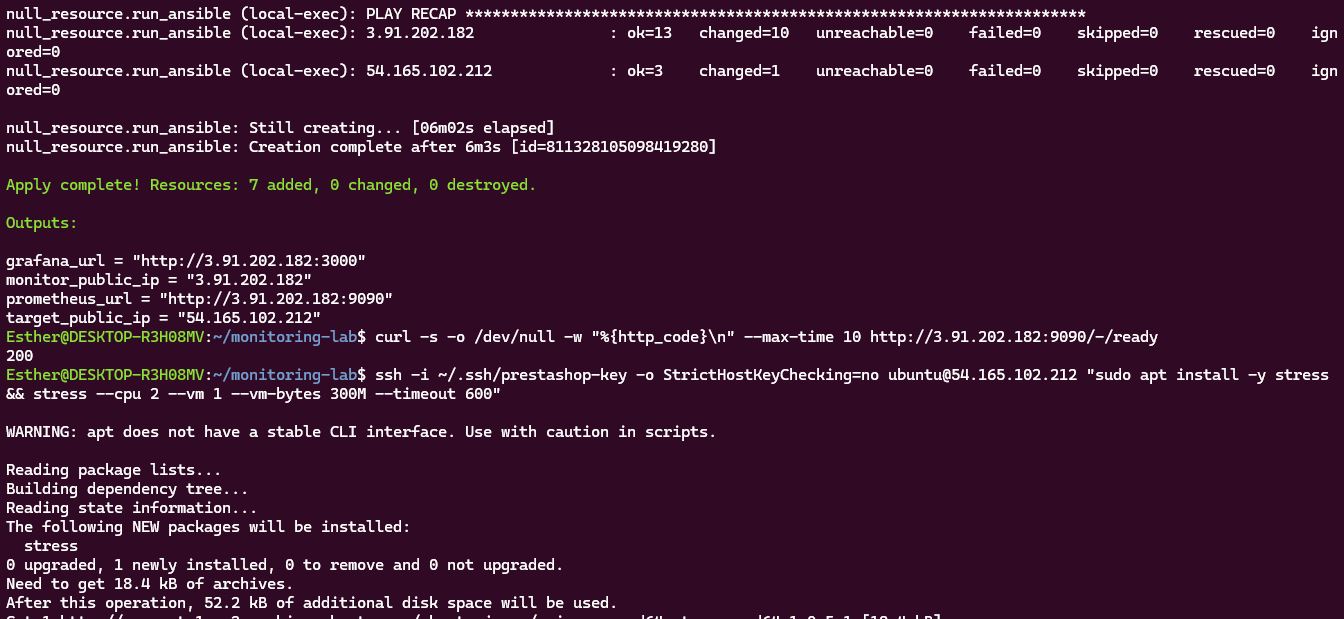 null_resource.run_ansible (local-exec): PLAY RECAP *********************************************************************
null_resource.run_ansible (local-exec): 3.91.202.182               : ok=13   changed=10   unreachable=0    failed=0    skipped=0    rescued=0    ign
ored=0
null_resource.run_ansible (local-exec): 54.165.102.212             : ok=3    changed=1    unreachable=0    failed=0    skipped=0    rescued=0    ign
ored=0
null_resource.run_ansible: Still creating... [06m02s elapsed]
null_resource.run_ansible: Creation complete after 6m3s [id=811328105098419280]
Apply complete! Resources: 7 added, 0 changed, 0 destroyed.
Outputs:
grafana_url = "http://3.91.202.182:3000"
monitor_public_ip = "3.91.202.182"
prometheus_url = "http://3.91.202.182:9090"
target_public_ip = "54.165.102.212"
Esther@DESKTOP-R3H08MV:~/monitoring-lab$ curl -s -o /dev/null -w "%{http_code}\n" --max-time 10 http://3.91.202.182:9090/-/ready
200
Esther@DESKTOP-R3H08MV:~/monitoring-lab$ ssh -i ~/.ssh/prestashop-key -o StrictHostKeyChecking=no ubuntu@54.165.102.212 "sudo apt install -y stress
&& stress --cpu 2 --vm 1 --vm-bytes 300M --timeout 600"
WARNING: apt does not have a stable CLI interface. Use with caution in scripts.
Reading package lists...
Building dependency tree...
Reading state information...
The following NEW packages will be installed:
  stress
0 upgraded, 1 newly installed, 0 to remove and 0 not upgraded.
Need to get 18.4 kB of archives.
After this operation, 52.2 kB of additional disk space will be used.